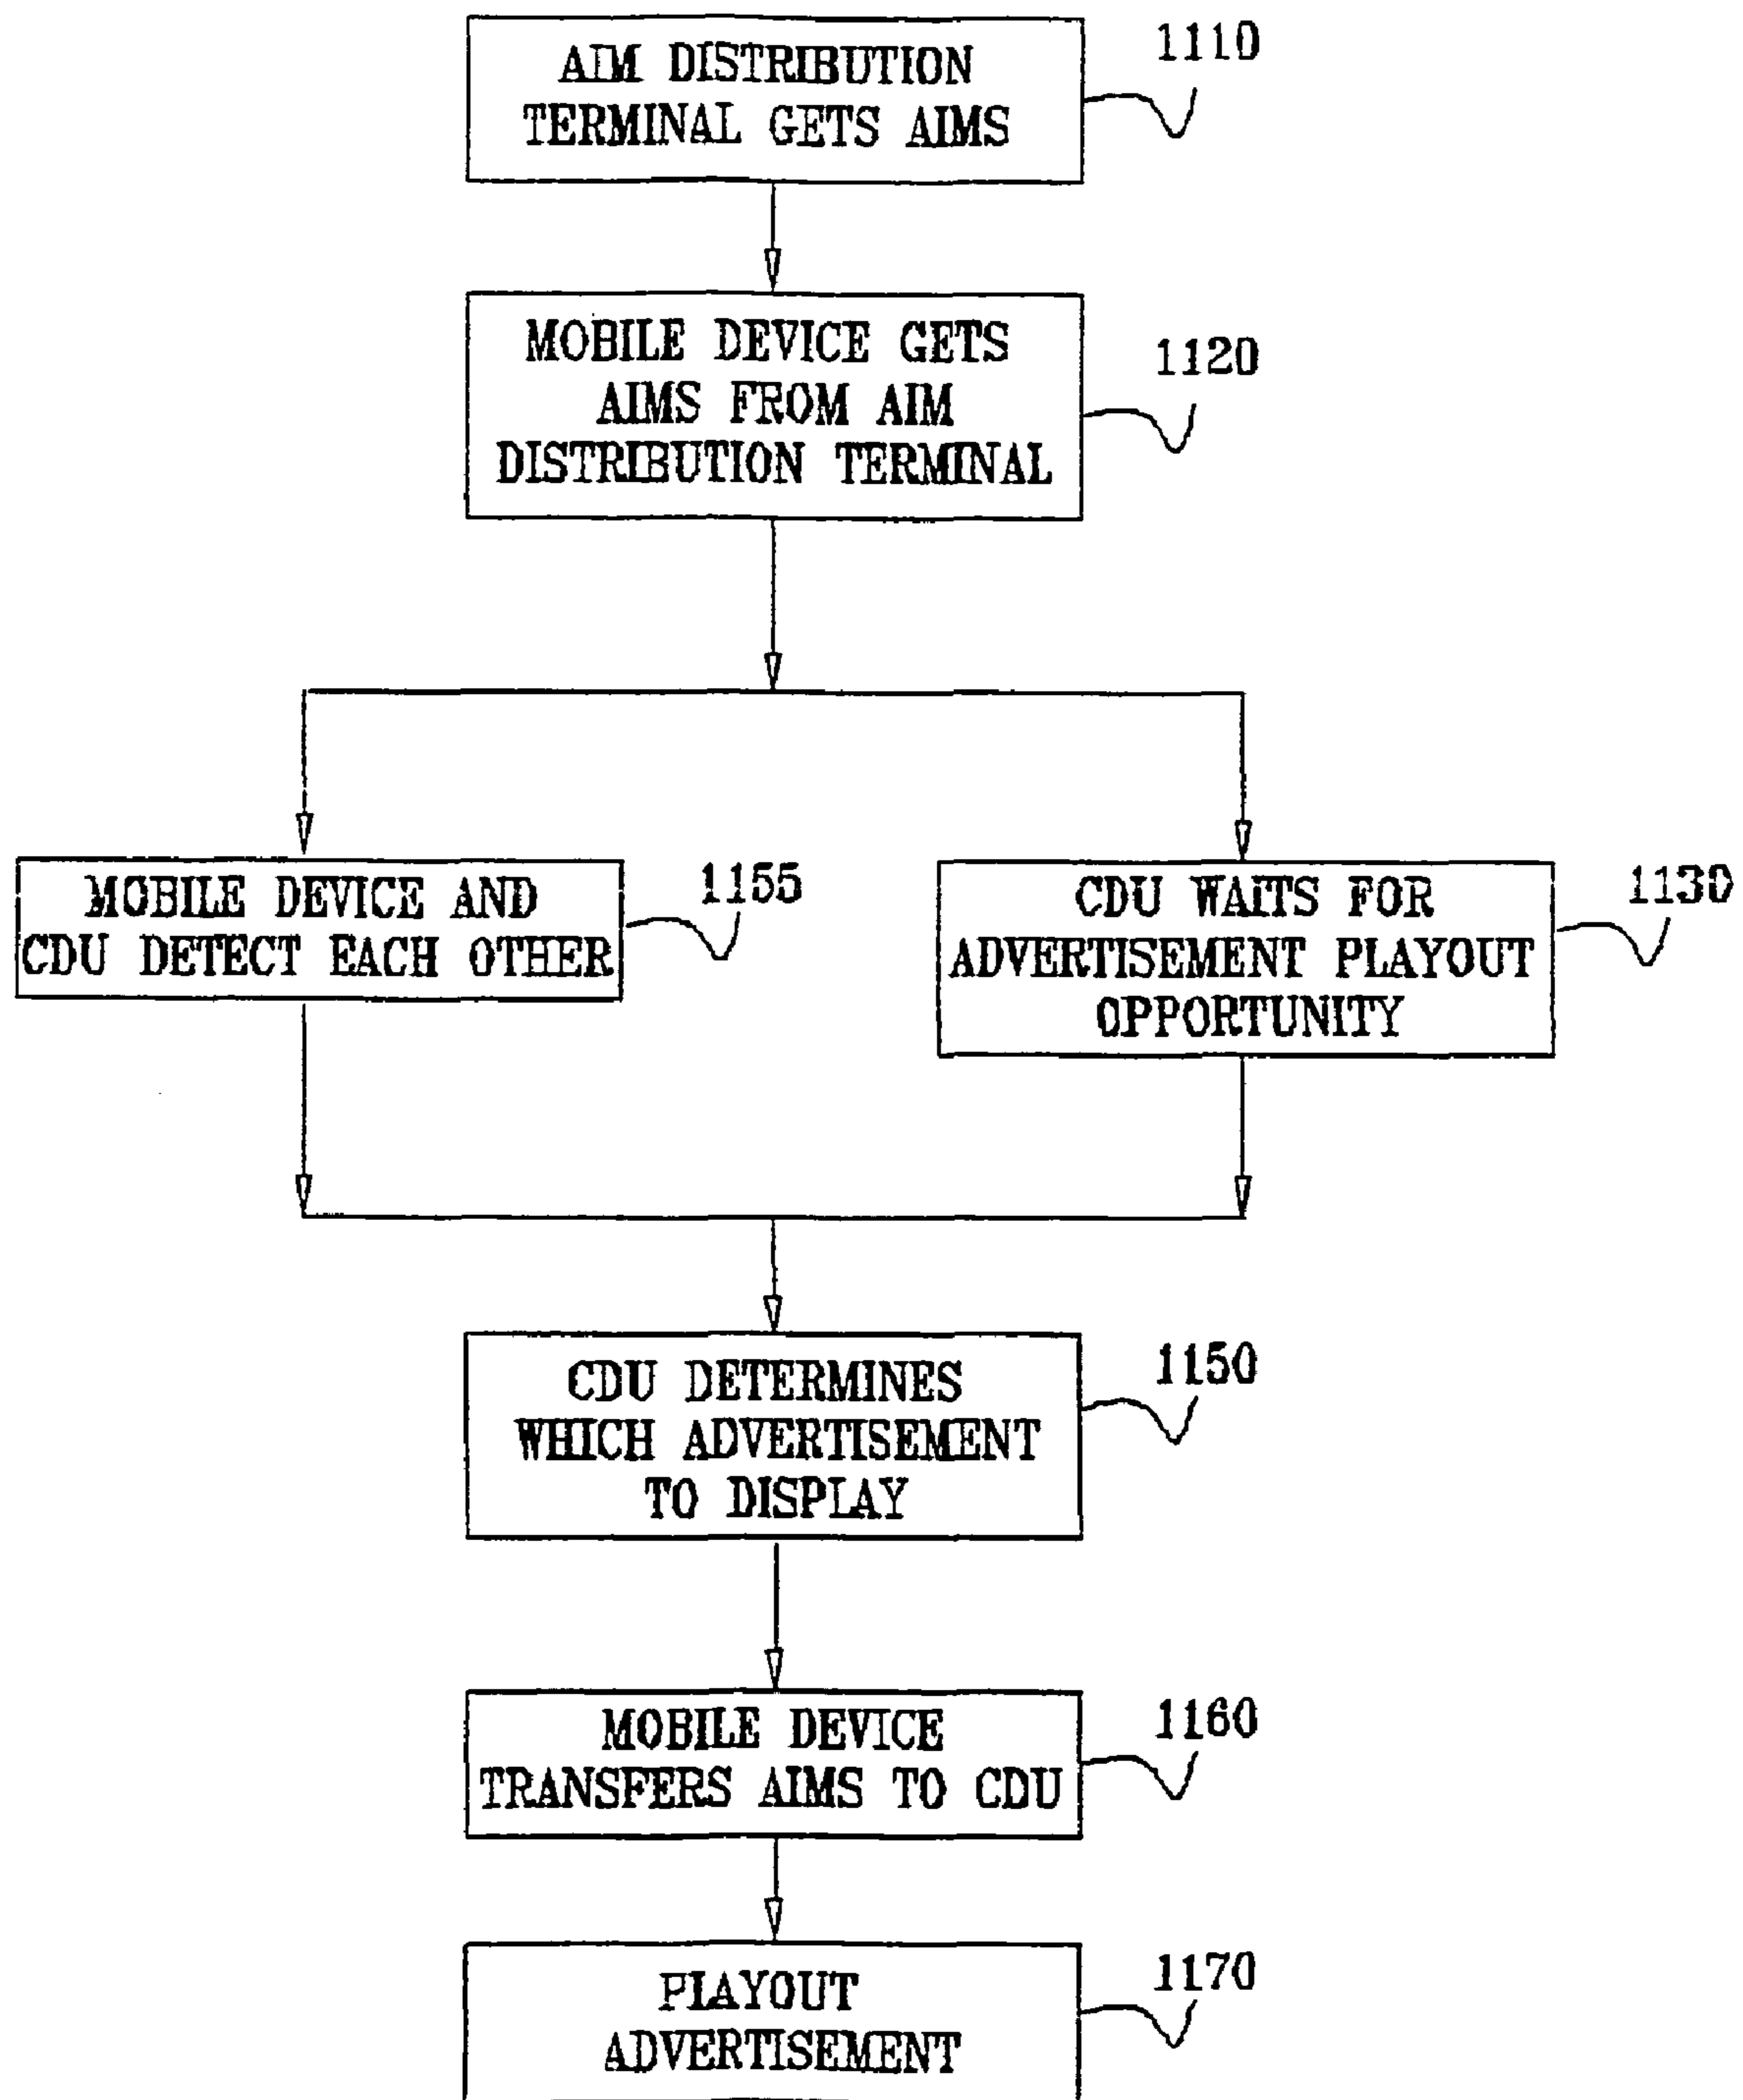 AIM DISTRIBUTION
TERMINAL GETS AIMS
1110
MOBILE DEVICE GETS
AIMS FROM AIM
DISTRIBUTION TERMINAL
1120
MOBILE DEVICE AND
CDU DETECT EACH OTHER
1155
CDU WAITS FOR
ADVERTISEMENT PLAYOUT
OPPORTUNITY
1130
CDU DETERMINES
WHICH ADVERTISEMENT
TO DISPLAY
1150
MOBILE DEVICE
TRANSFERS AIMS TO CDU
1160
PLAYOUT
ADVERTISEMENT
1170